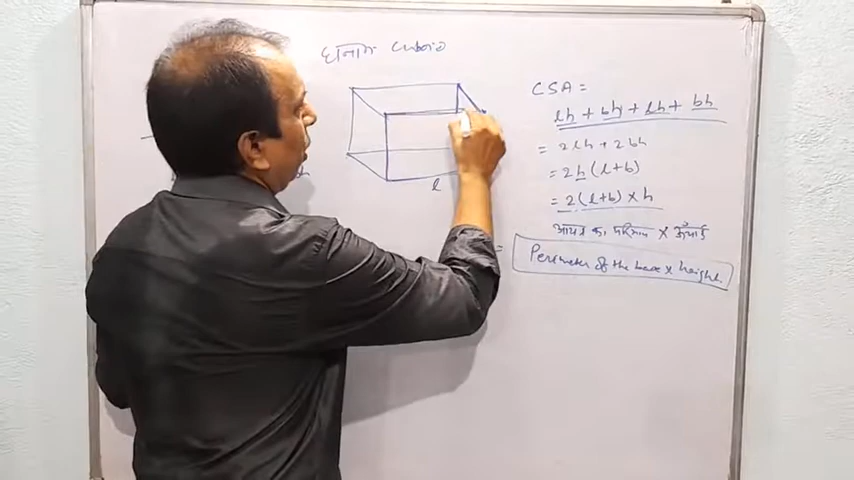 घनाभ cuboid
CSA =
lh + bh + lh + bh
= 2lh + 2bh
= 2h (l+b)
= 2(l+b) × h
आधार का परिमाप × ऊँचाई
= Perimeter of the base × height.
l
h